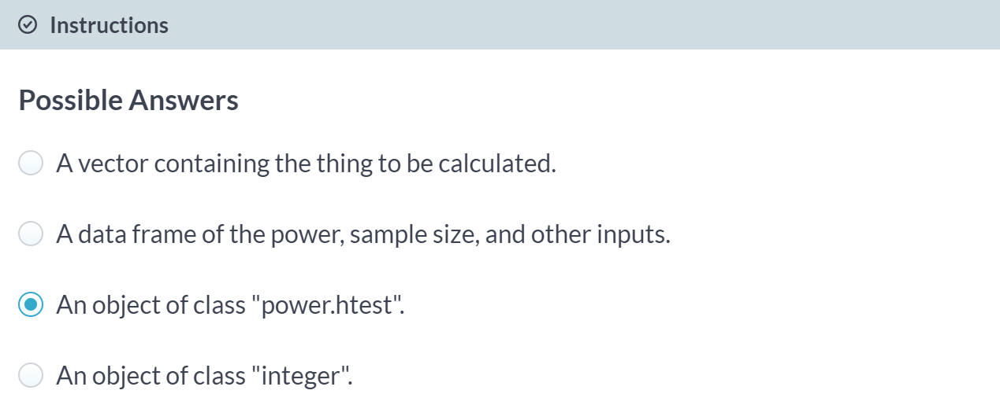 Instructions
Possible Answers
A vector containing the thing to be calculated.
A data frame of the power, sample size, and other inputs.
An object of class "power.htest".
An object of class "integer".